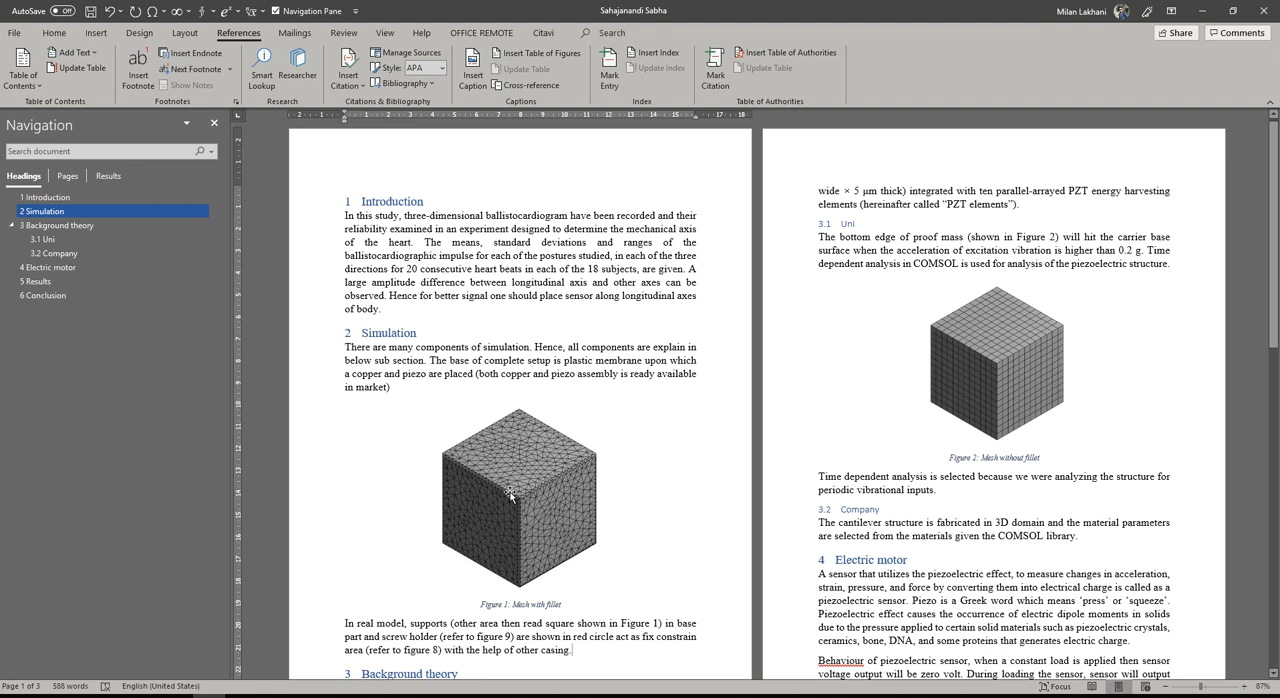 AutoSave Off
Navigation Pane
Sahajanandi Sabha
Milan Lakhani
File Home Insert Design Layout References Mailings Review View Help OFFICE REMOTE Citavi Search
Share Comments
Table of Contents
Add Text
Update Table
Table of Contents
ab
Insert Footnote
Insert Endnote
Next Footnote
Show Notes
Footnotes
Smart Lookup
Researcher
Research
Insert Citation
Manage Sources
Style: APA
Bibliography
Citations & Bibliography
Insert Caption
Insert Table of Figures
Update Table
Cross-reference
Captions
Mark Entry
Insert Index
Update Index
Index
Mark Citation
Insert Table of Authorities
Update Table
Table of Authorities
Navigation
Search document
Headings Pages Results
1 Introduction
2 Simulation
3 Background theory
3.1 Uni
3.2 Company
4 Electric motor
5 Results
6 Conclusion
1 Introduction
In this study, three-dimensional ballistocardiogram have been recorded and their
reliability examined in an experiment designed to determine the mechanical axis
of the heart. The means, standard deviations and ranges of the
ballistocardiographic impulse for each of the postures studied, in each of the three
directions for 20 consecutive heart beats in each of the 18 subjects, are given. A
large amplitude difference between longitudinal axis and other axes can be
observed. Hence for better signal one should place sensor along longitudinal axes
of body.
2 Simulation
There are many components of simulation. Hence, all components are explain in
below sub section. The base of complete setup is plastic membrane upon which
a copper and piezo are placed (both copper and piezo assembly is ready available
in market)
Figure 1: Mesh with fillet
In real model, supports (other area then read square shown in Figure 1) in base
part and screw holder (refer to figure 9) are shown in red circle act as fix constrain
area (refer to figure 8) with the help of other casing.
3 Background theory
wide × 5 μm thick) integrated with ten parallel-arrayed PZT energy harvesting
elements (hereinafter called “PZT elements”).
3.1 Uni
The bottom edge of proof mass (shown in Figure 2) will hit the carrier base
surface when the acceleration of excitation vibration is higher than 0.2 g. Time
dependent analysis in COMSOL is used for analysis of the piezoelectric structure.
Figure 2: Mesh without fillet
Time dependent analysis is selected because we were analyzing the structure for
periodic vibrational inputs.
3.2 Company
The cantilever structure is fabricated in 3D domain and the material parameters
are selected from the materials given the COMSOL library.
4 Electric motor
A sensor that utilizes the piezoelectric effect, to measure changes in acceleration,
strain, pressure, and force by converting them into electrical charge is called as a
piezoelectric sensor. Piezo is a Greek word which means ‘press’ or ‘squeeze’.
Piezoelectric effect causes the occurrence of electric dipole moments in solids
due to the pressure applied to certain solid materials such as piezoelectric crystals,
ceramics, bone, DNA, and some proteins that generates electric charge.
Behaviour of piezoelectric sensor, when a constant load is applied then sensor
voltage output will be zero volt. During loading the sensor, sensor will output
Page 1 of 3 588 words English (United States)
Focus
87%